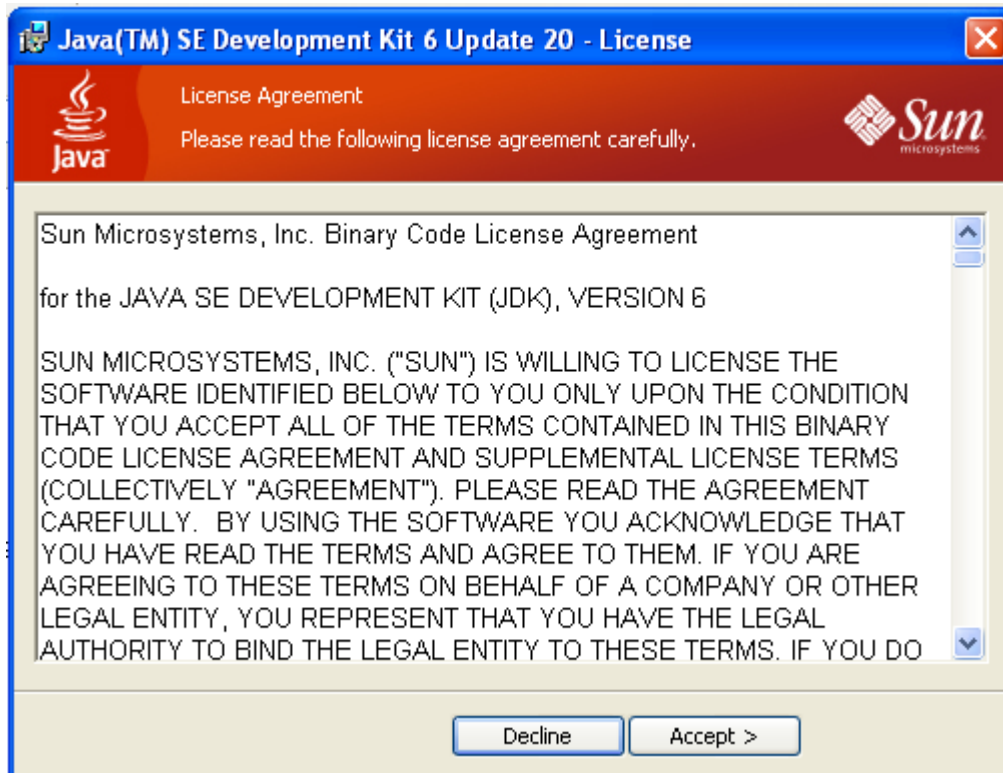 Java(TM) SE Development Kit 6 Update 20 - License
License Agreement
Please read the following license agreement carefully.
Java
Sun
microsystems
Sun Microsystems, Inc. Binary Code License Agreement
for the JAVA SE DEVELOPMENT KIT (JDK), VERSION 6
SUN MICROSYSTEMS, INC. ("SUN") IS WILLING TO LICENSE THE
SOFTWARE IDENTIFIED BELOW TO YOU ONLY UPON THE CONDITION
THAT YOU ACCEPT ALL OF THE TERMS CONTAINED IN THIS BINARY
CODE LICENSE AGREEMENT AND SUPPLEMENTAL LICENSE TERMS
(COLLECTIVELY "AGREEMENT"). PLEASE READ THE AGREEMENT
CAREFULLY.  BY USING THE SOFTWARE YOU ACKNOWLEDGE THAT
YOU HAVE READ THE TERMS AND AGREE TO THEM. IF YOU ARE
AGREEING TO THESE TERMS ON BEHALF OF A COMPANY OR OTHER
LEGAL ENTITY, YOU REPRESENT THAT YOU HAVE THE LEGAL
AUTHORITY TO BIND THE LEGAL ENTITY TO THESE TERMS. IF YOU DO
Decline
Accept >